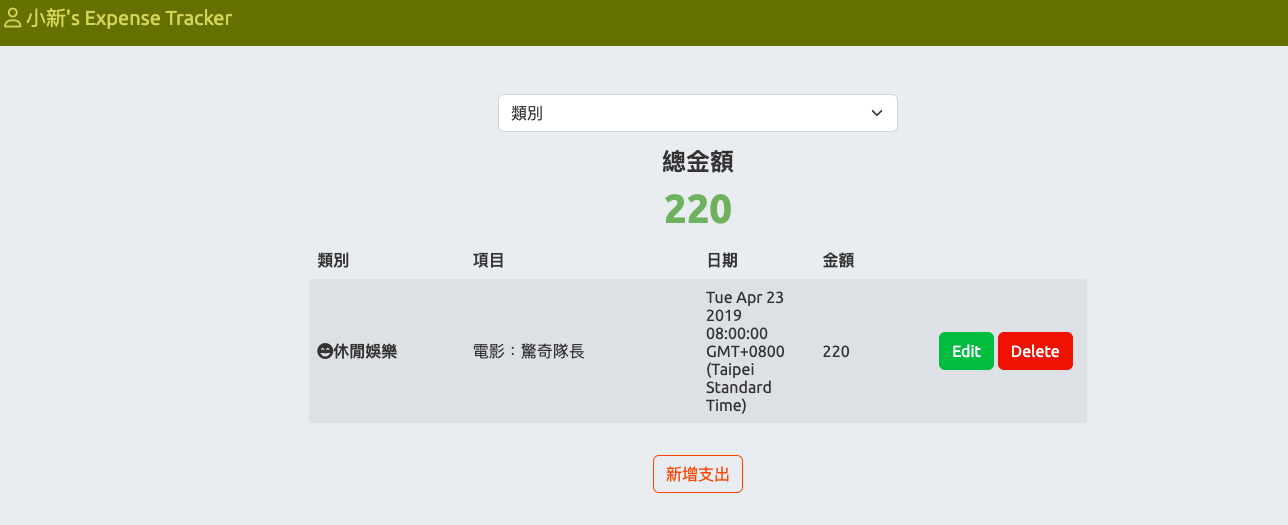 小新's Expense Tracker
類別
總金額
220
類別 項目 日期 金額
休閒娛樂 電影：驚奇隊長 Tue Apr 23
2019
08:00:00
GMT+0800
(Taipei
Standard
Time) 220 Edit Delete
新增支出